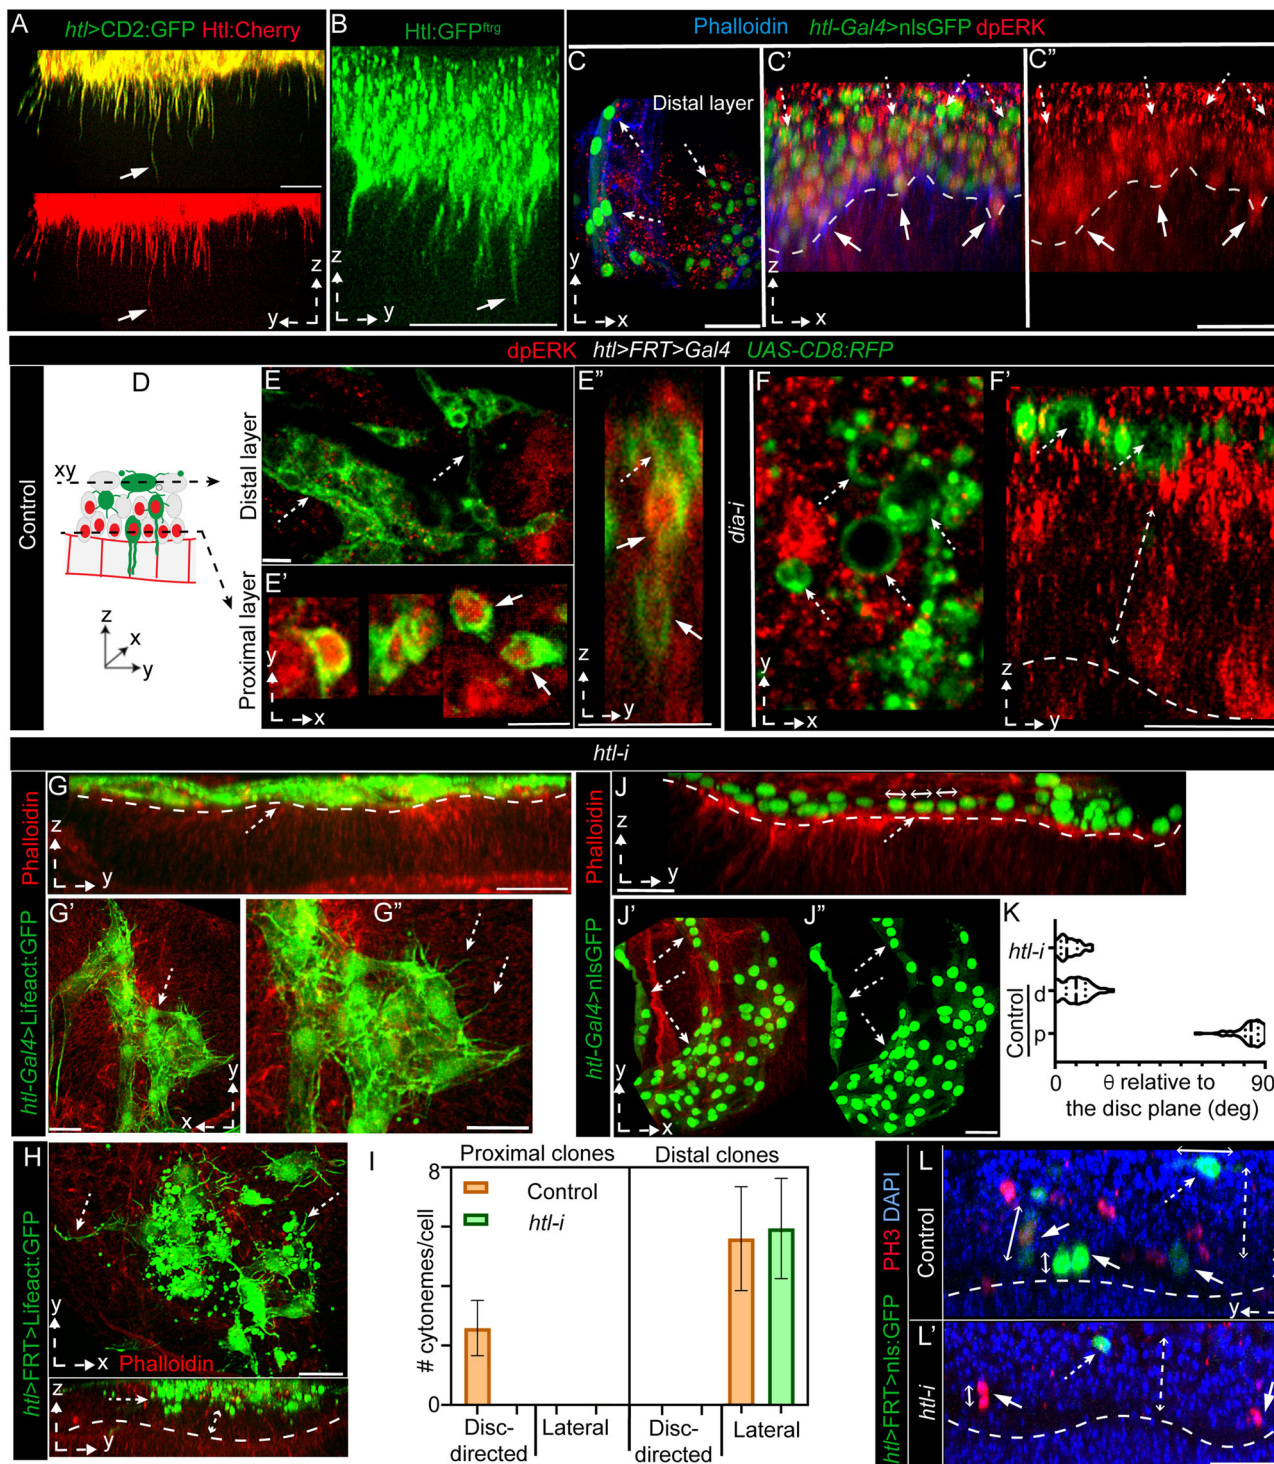 A
htl>CD2:GFP Htl:Cherry
z
y
B
Htl:GFPftrg
z
y
Phalloidin htl-Gal4>nlsGFP dpERK
C
Distal layer
y
x
C'
z
x
C"
dpERK htl>FRT>Gal4 UAS-CD8:RFP
Control
D
xy
z
x
y
Distal layer
Proximal layer
E
E'
y
x
E"
z
y
dia-i
F
y
x
F'
z
y
htl-i
Phalloidin
G
z
y
htl-Gal4>Lifeact:GFP
G'
G"
y
x
Phalloidin
J
z
y
htl-Gal4>nlsGFP
J'
J"
y
x
K
htl-i
Control
d
p
0
90
θ relative to
the disc plane (deg)
htl>FRT>Lifeact:GFP
H
y
x
Phalloidin
z
y
I
Proximal clones
Distal clones
Control
htl-i
# cytonemes/cell
8
0
Disc-
directed
Lateral
Disc-
directed
Lateral
htl>FRT>nls:GFP PH3 DAPI
Control
L
y
z
htl-i
L'